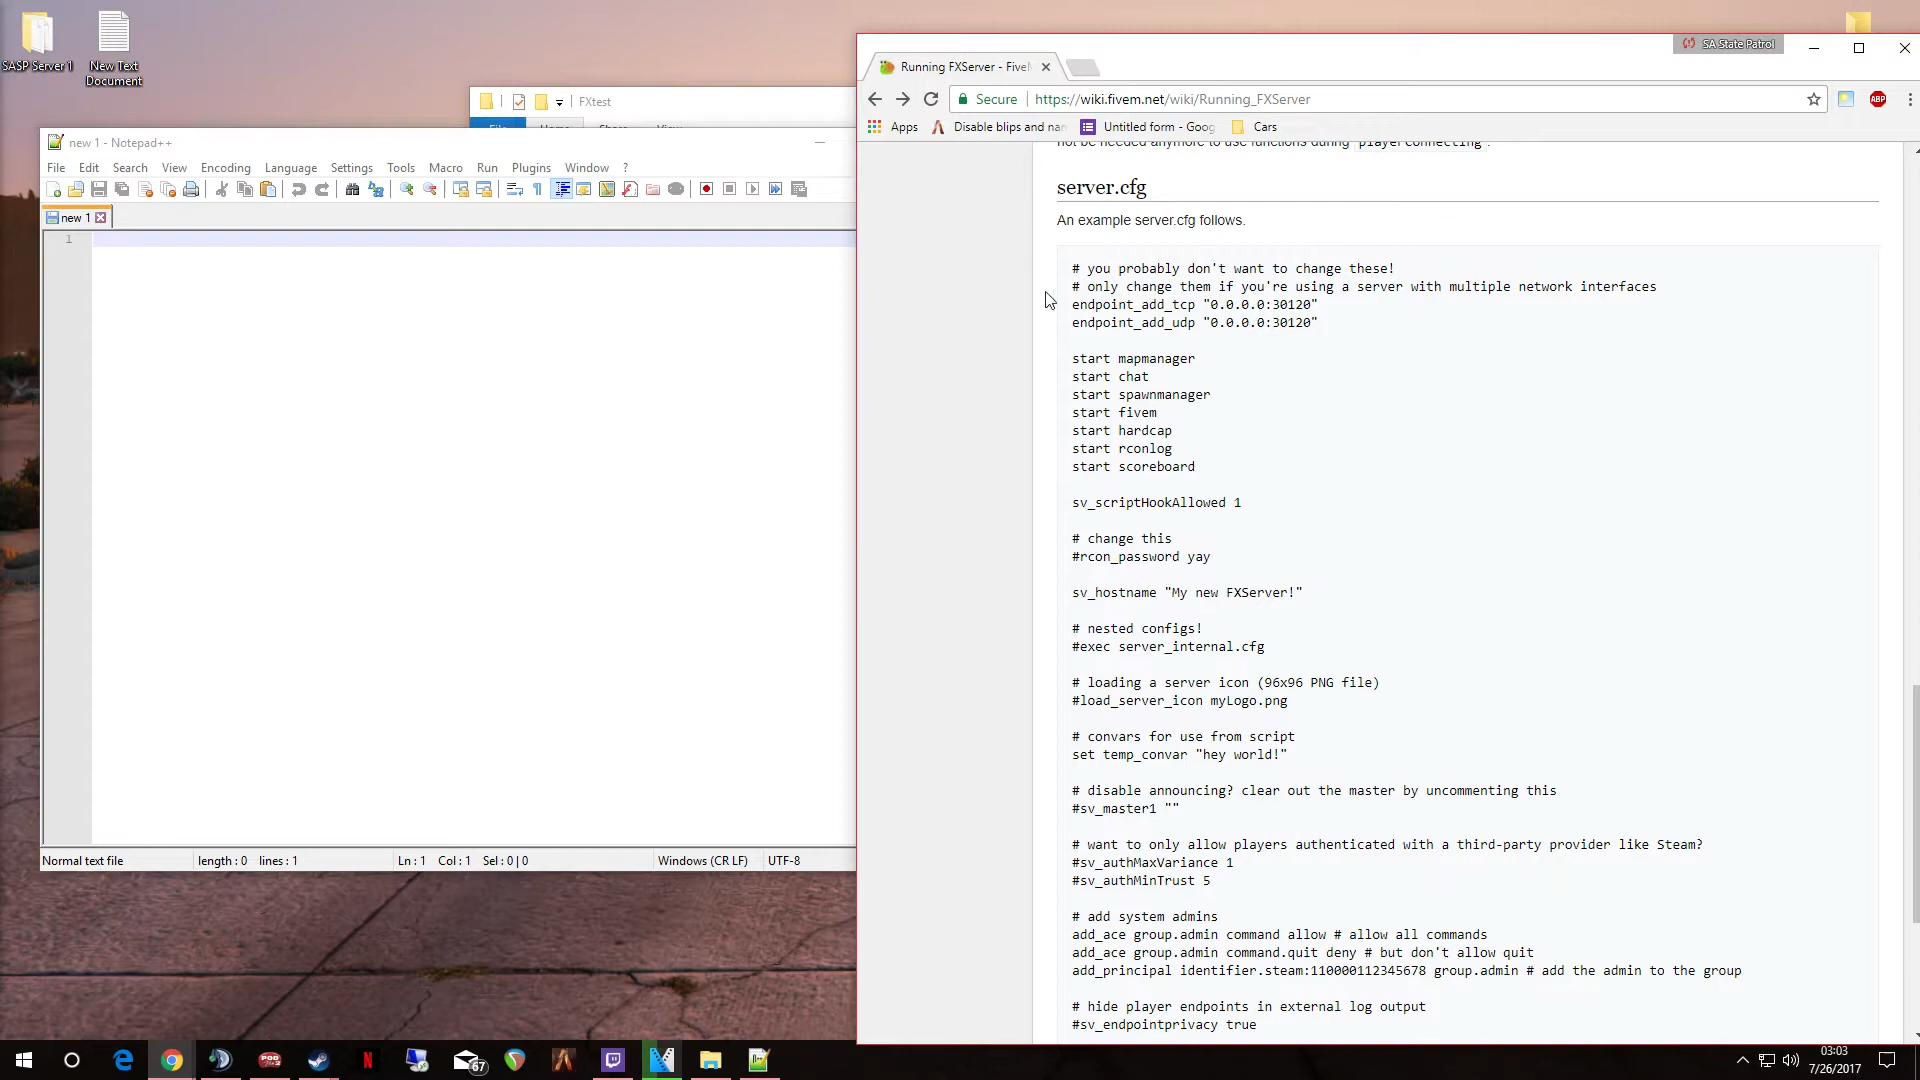 SASP Server 1
New Text
Document
FXtest
new 1 - Notepad++
File Edit Search View Encoding Language Settings Tools Macro Run Plugins Window ?
new 1
1
Normal text file length : 0 lines : 1 Ln : 1 Col : 1 Sel : 0 | 0 Windows (CR LF) UTF-8
SA State Patrol
Running FXServer - FiveM
Secure https://wiki.fivem.net/wiki/Running_FXServer
ABP
Apps Disable blips and nam Untitled form - Goog Cars
not be needed anymore to use functions during playerConnecting .
server.cfg
An example server.cfg follows.
# you probably don't want to change these!
# only change them if you're using a server with multiple network interfaces
endpoint_add_tcp "0.0.0.0:30120"
endpoint_add_udp "0.0.0.0:30120"
start mapmanager
start chat
start spawnmanager
start fivem
start hardcap
start rconlog
start scoreboard
sv_scriptHookAllowed 1
# change this
#rcon_password yay
sv_hostname "My new FXServer!"
# nested configs!
#exec server_internal.cfg
# loading a server icon (96x96 PNG file)
#load_server_icon myLogo.png
# convars for use from script
set temp_convar "hey world!"
# disable announcing? clear out the master by uncommenting this
#sv_master1 ""
# want to only allow players authenticated with a third-party provider like Steam?
#sv_authMaxVariance 1
#sv_authMinTrust 5
# add system admins
add_ace group.admin command allow # allow all commands
add_ace group.admin command.quit deny # but don't allow quit
add_principal identifier.steam:110000112345678 group.admin # add the admin to the group
# hide player endpoints in external log output
#sv_endpointprivacy true
67
03:03
7/26/2017